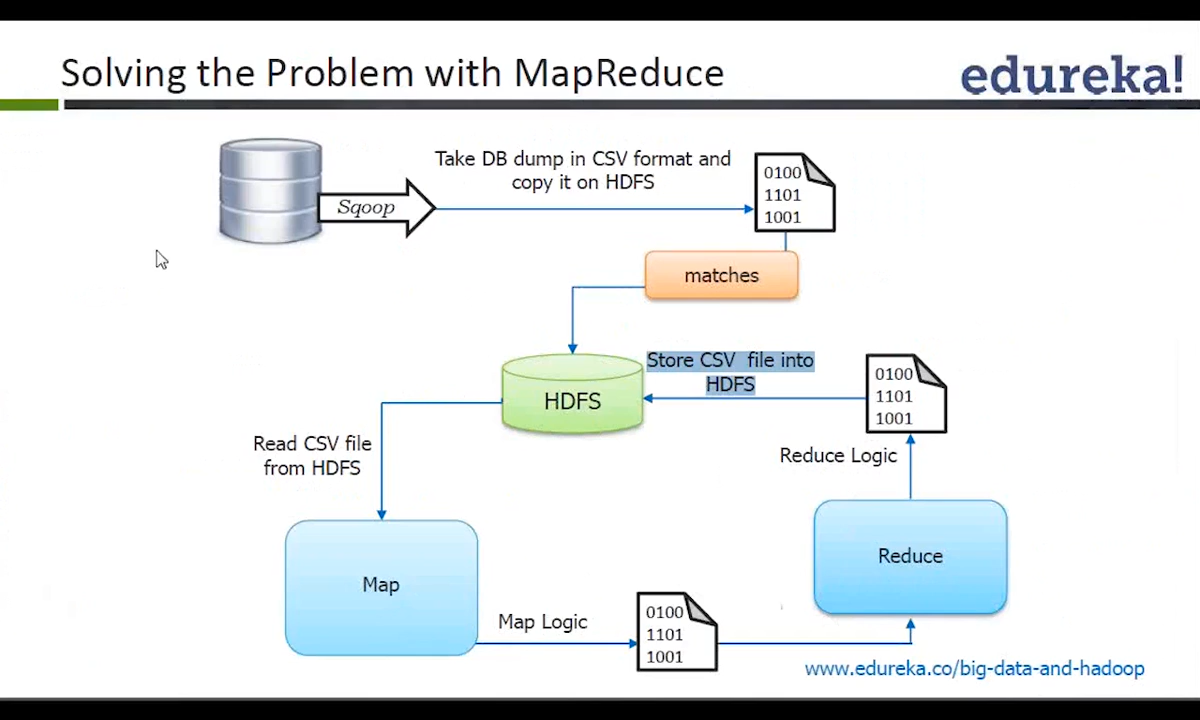 Solving the Problem with MapReduce
edureka!
Take DB dump in CSV format and
copy it on HDFS
Sqoop
0100
1101
1001
matches
Store CSV file into
HDFS
HDFS
0100
1101
1001
Read CSV file
from HDFS
Reduce Logic
Map
Reduce
Map Logic
0100
1101
1001
www.edureka.co/big-data-and-hadoop